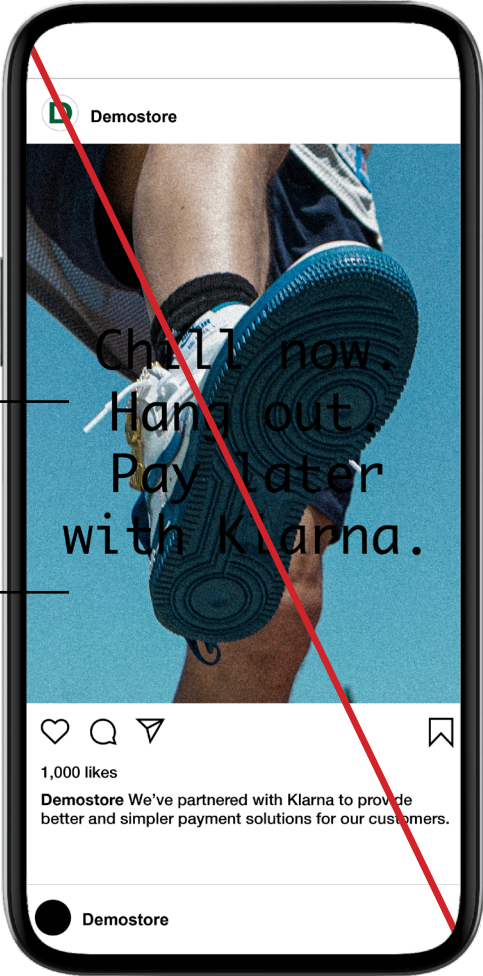 D
Demostore
Chill now.
Hang out.
Pay later
with Klarna.
1,000 likes
Demostore We’ve partnered with Klarna to provide
better and simpler payment solutions for our customers.
Demostore